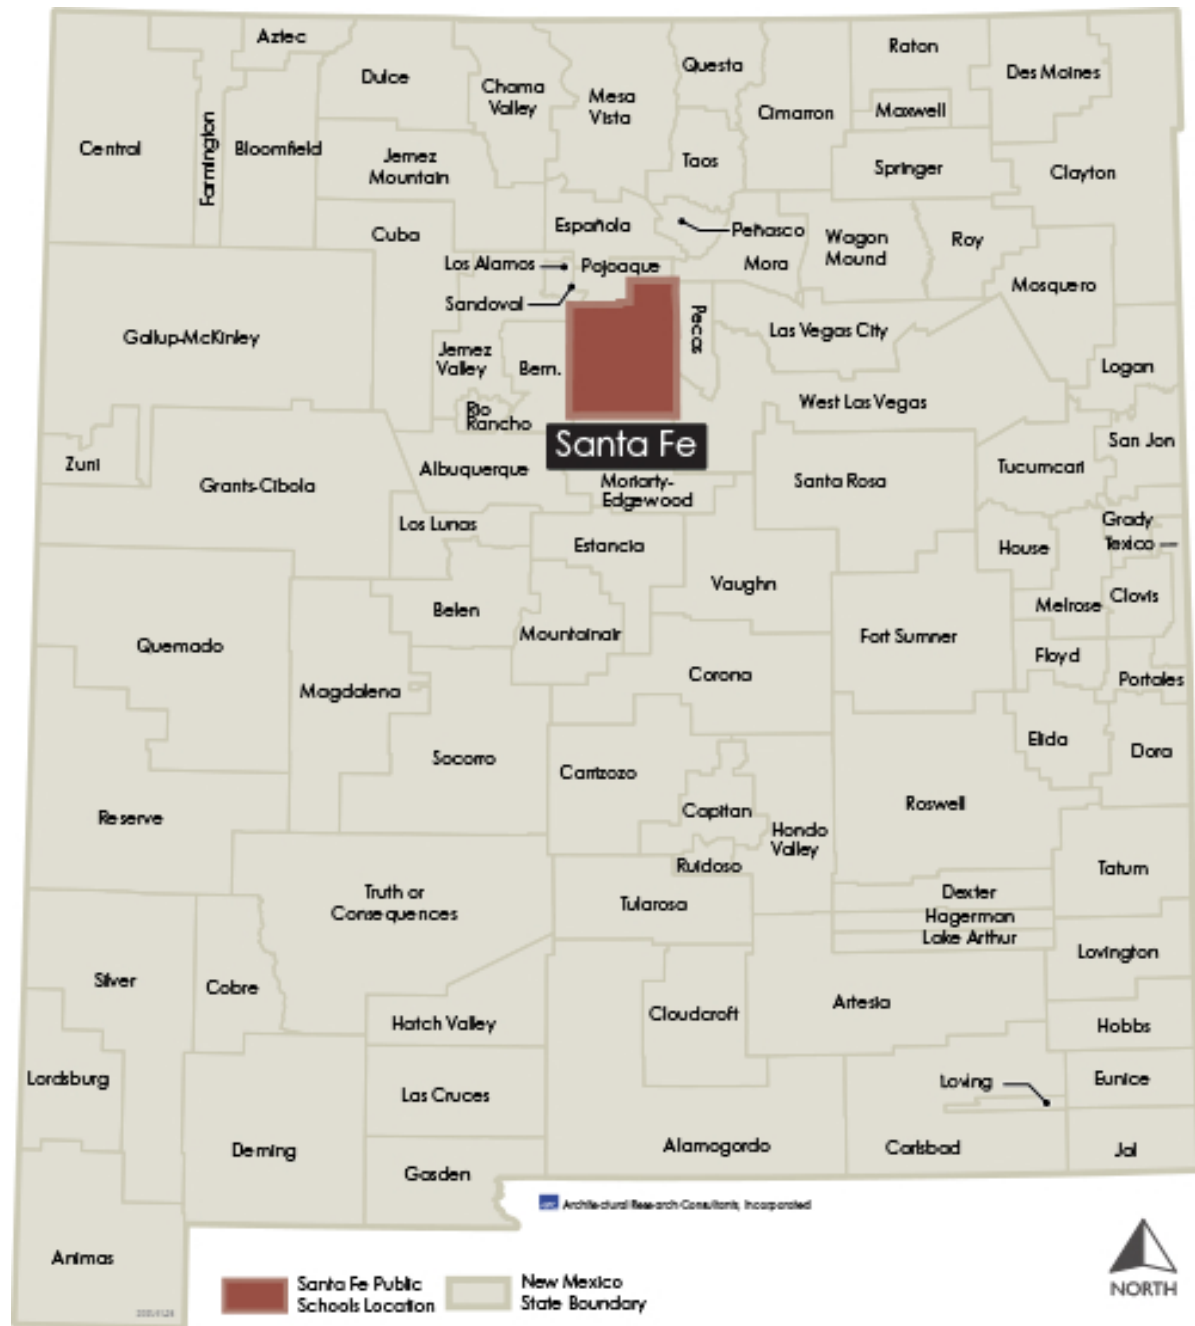 Aztec
Raton
Dulce
Questa
Des Moines
Chama
Valley
Mesa
Vista
Cimarron
Maxwell
Central
Farmington
Bloomfield
Jemez
Mountain
Taos
Springer
Clayton
Española
Peñasco
Cuba
Wagon
Mound
Roy
Los Alamos
Pojoaque
Mora
Mosquero
Sandoval
Gallup-McKinley
Pecos
Las Vegas City
Jemez
Valley
Bern.
Logan
Rio
Rancho
West Las Vegas
Santa Fe
San Jon
Zuni
Albuquerque
Tucumcari
Grants-Cibola
Moriarty-
Edgewood
Santa Rosa
Los Lunas
Grady
Estancia
House
Texico
Vaughn
Belen
Melrose
Clovis
Mountainair
Fort Sumner
Quemado
Floyd
Corona
Portales
Magdalena
Elida
Dora
Socorro
Carrizozo
Roswell
Reserve
Capitan
Hondo
Valley
Ruidoso
Tatum
Truth or
Consequences
Tularosa
Dexter
Hagerman
Lake Arthur
Lovington
Silver
Cobre
Artesia
Cloudcroft
Hatch Valley
Hobbs
Lordsburg
Loving
Eunice
Las Cruces
Deming
Alamogordo
Carlsbad
Jal
Gasden
Architectural Research Consultants, Incorporated
Animas
Santa Fe Public
Schools Location
New Mexico
State Boundary
NORTH